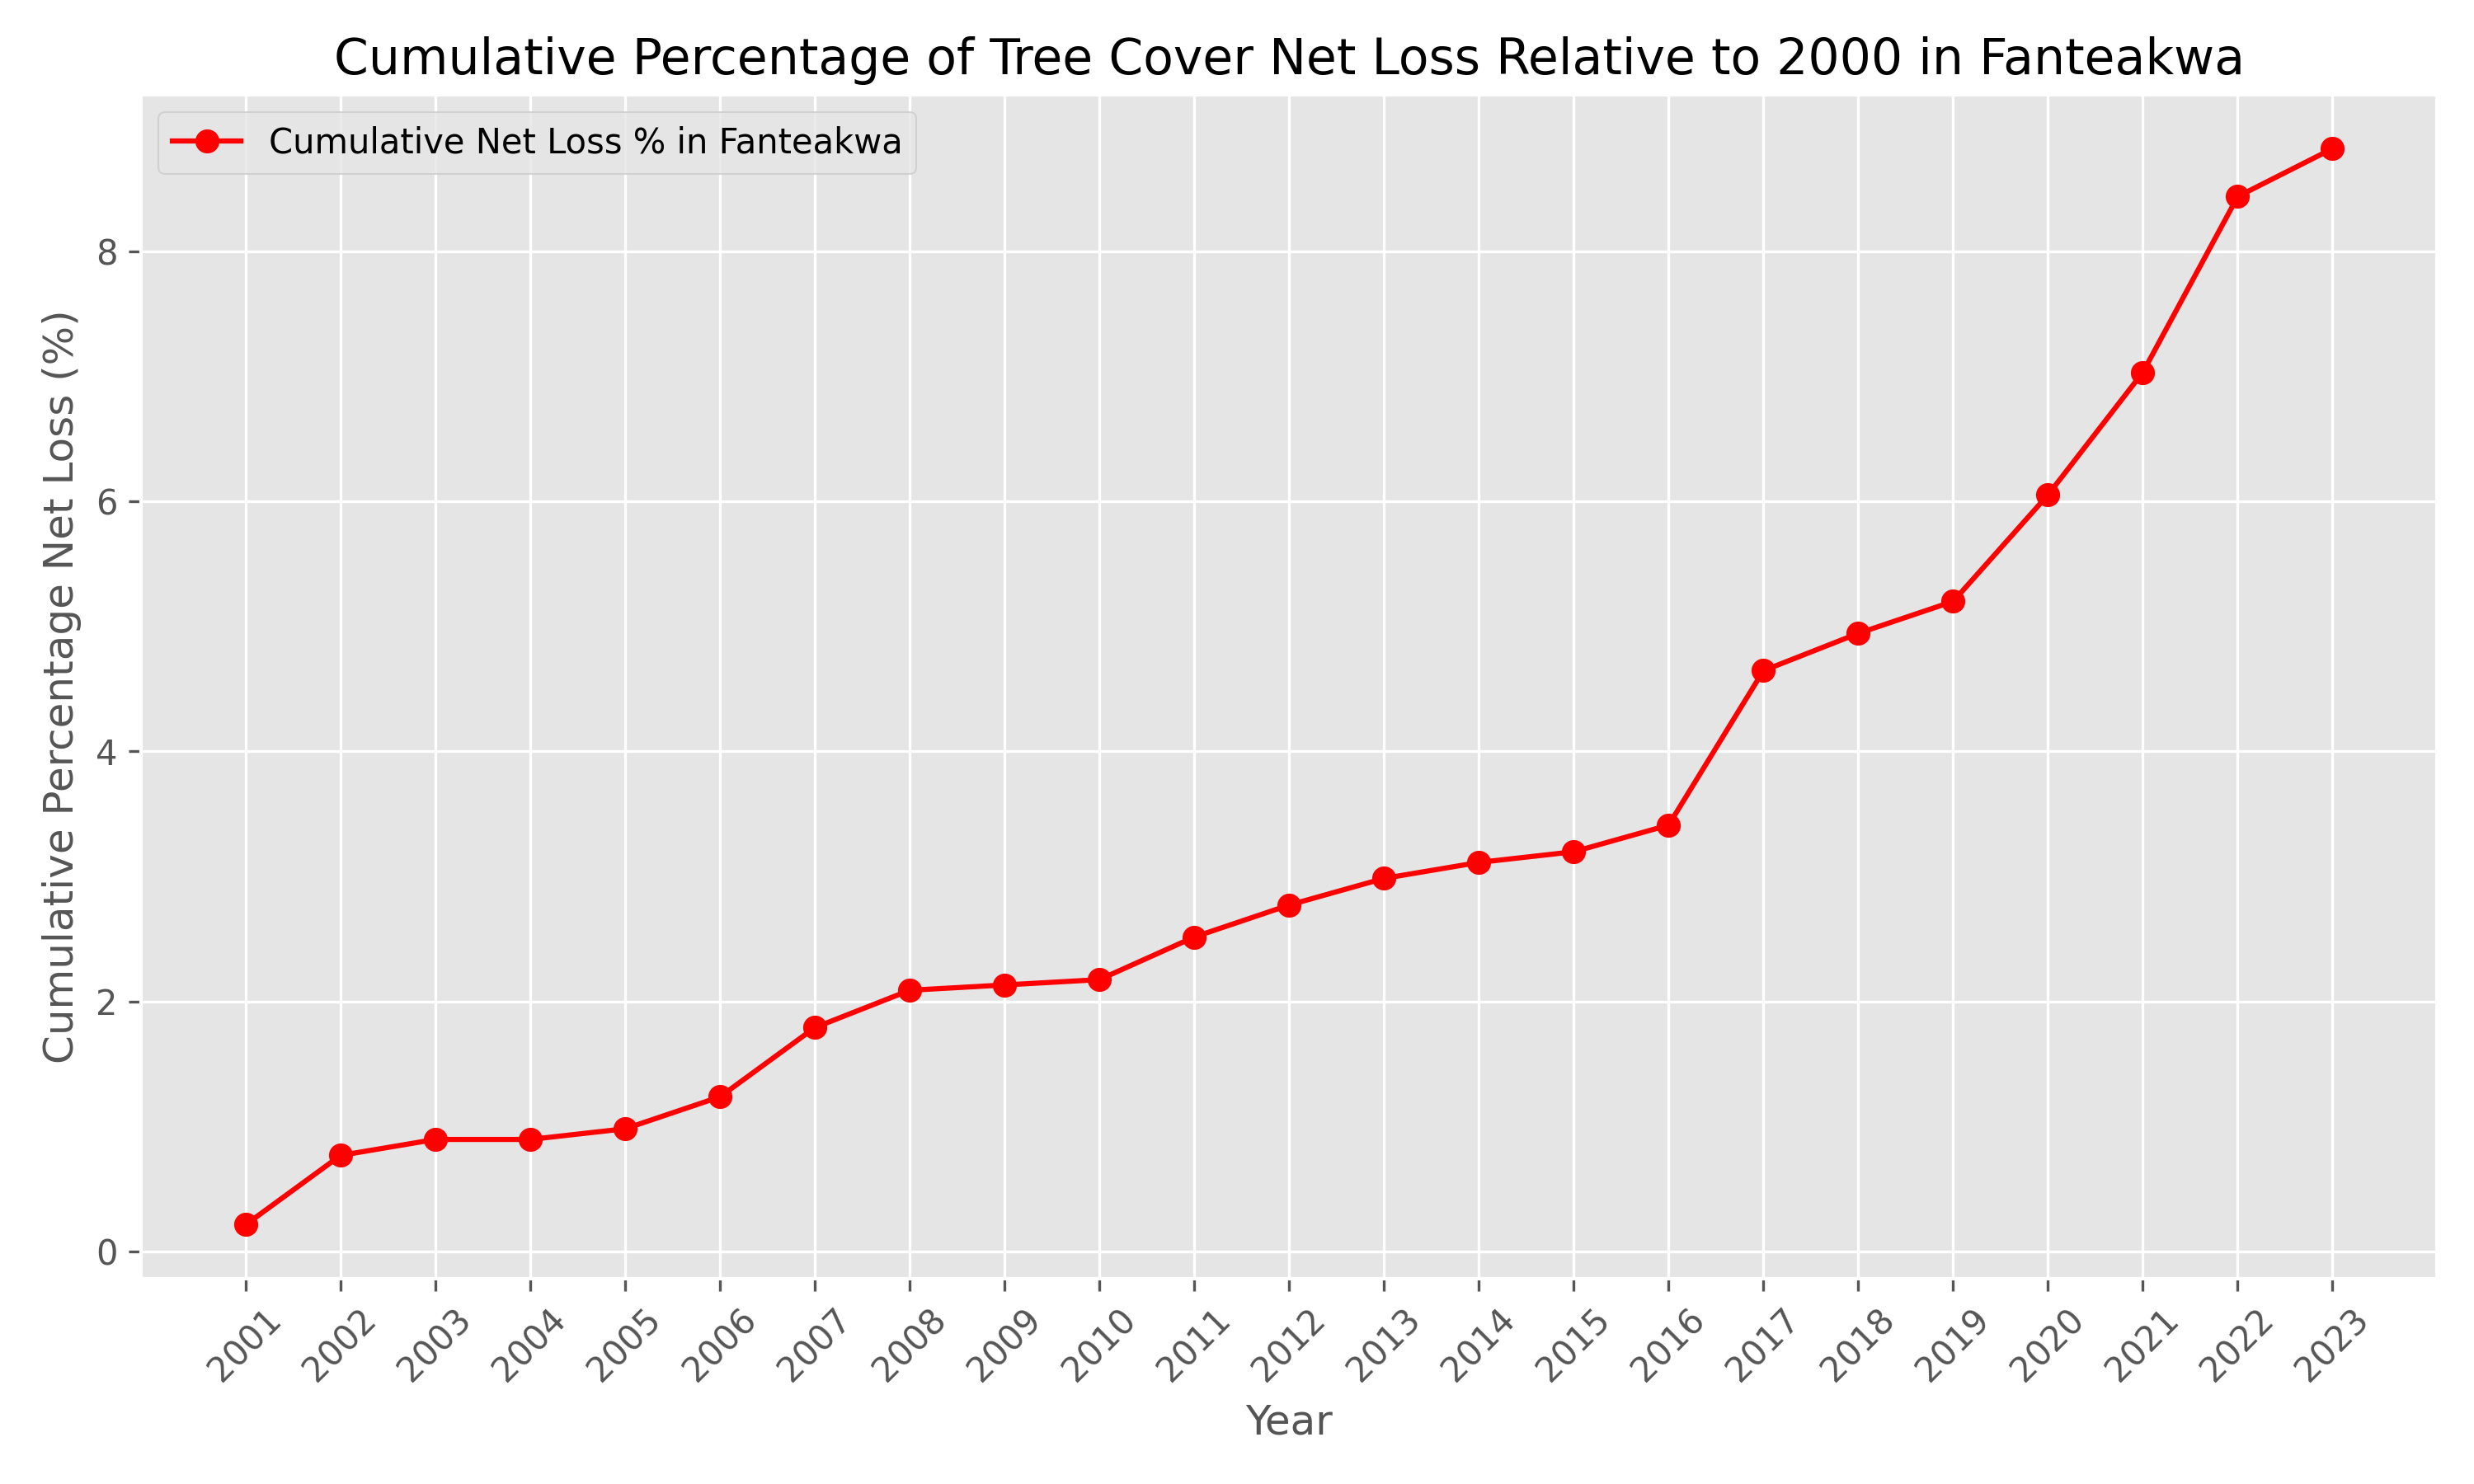 Cumulative Percentage of Tree Cover Net Loss Relative to 2000 in Fanteakwa
Cumulative Net Loss % in Fanteakwa
Cumulative Percentage Net Loss (%)
8
6
4
2
0
2001 2002 2003 2004 2005 2006 2007 2008 2009 2010 2011 2012 2013 2014 2015 2016 2017 2018 2019 2020 2021 2022 2023
Year